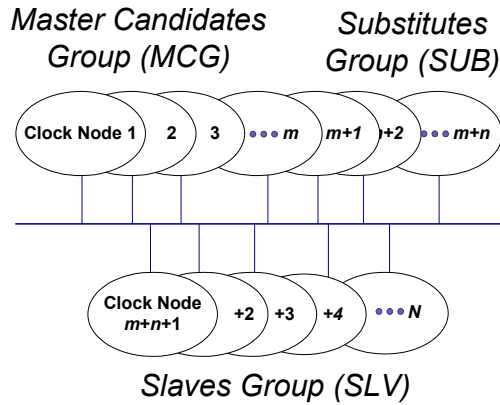 Master Candidates
Group (MCG)
Substitutes
Group (SUB)
Clock Node 1
2
3
••• m
m+1
+2
••• m+n
Clock Node
m+n+1
+2
+3
+4
••• N
Slaves Group (SLV)